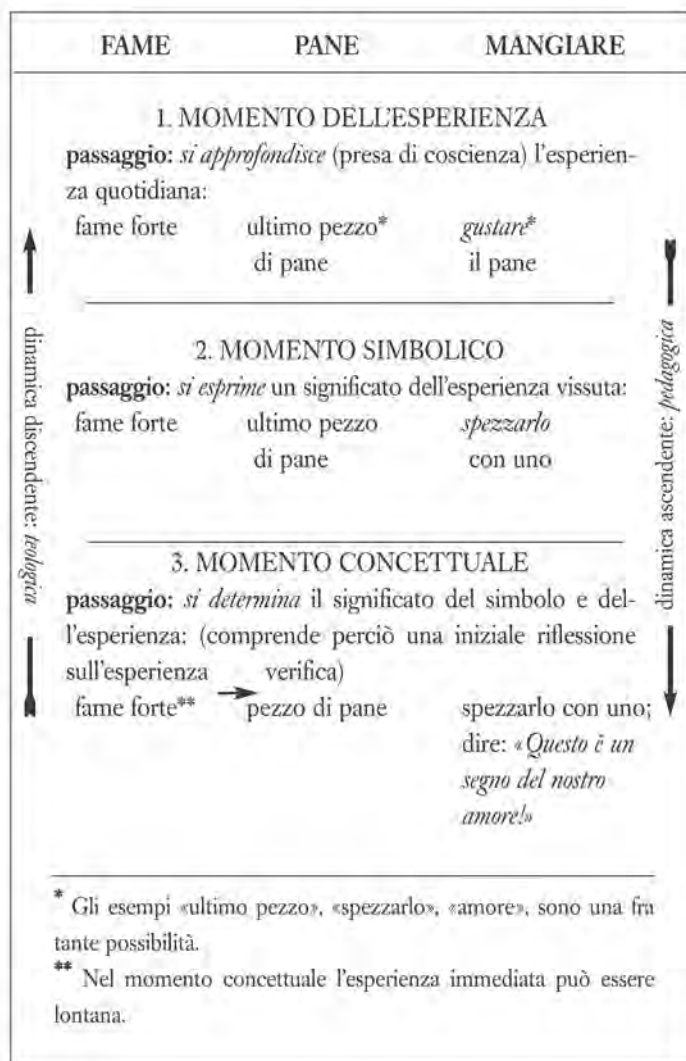 FAME PANE MANGIARE
1. MOMENTO DELL'ESPERIENZA
passaggio: si approfondisce (presa di coscienza) l'esperien-
za quotidiana:
fame forte ultimo pezzo* gustare*
di pane il pane
2. MOMENTO SIMBOLICO
passaggio: si esprime un significato dell'esperienza vissuta:
fame forte ultimo pezzo spezzarlo
di pane con uno
3. MOMENTO CONCETTUALE
passaggio: si determina il significato del simbolo e del-
l'esperienza: (comprende perciò una iniziale riflessione
sull'esperienza → verifica)
fame forte** pezzo di pane spezzarlo con uno;
dire: «Questo è un
segno del nostro
amore!»
dinamica discendente: teologica
dinamica ascendente: pedagogica
* Gli esempi «ultimo pezzo», «spezzarlo», «amore», sono una fra
tante possibilità.
** Nel momento concettuale l'esperienza immediata può essere
lontana.